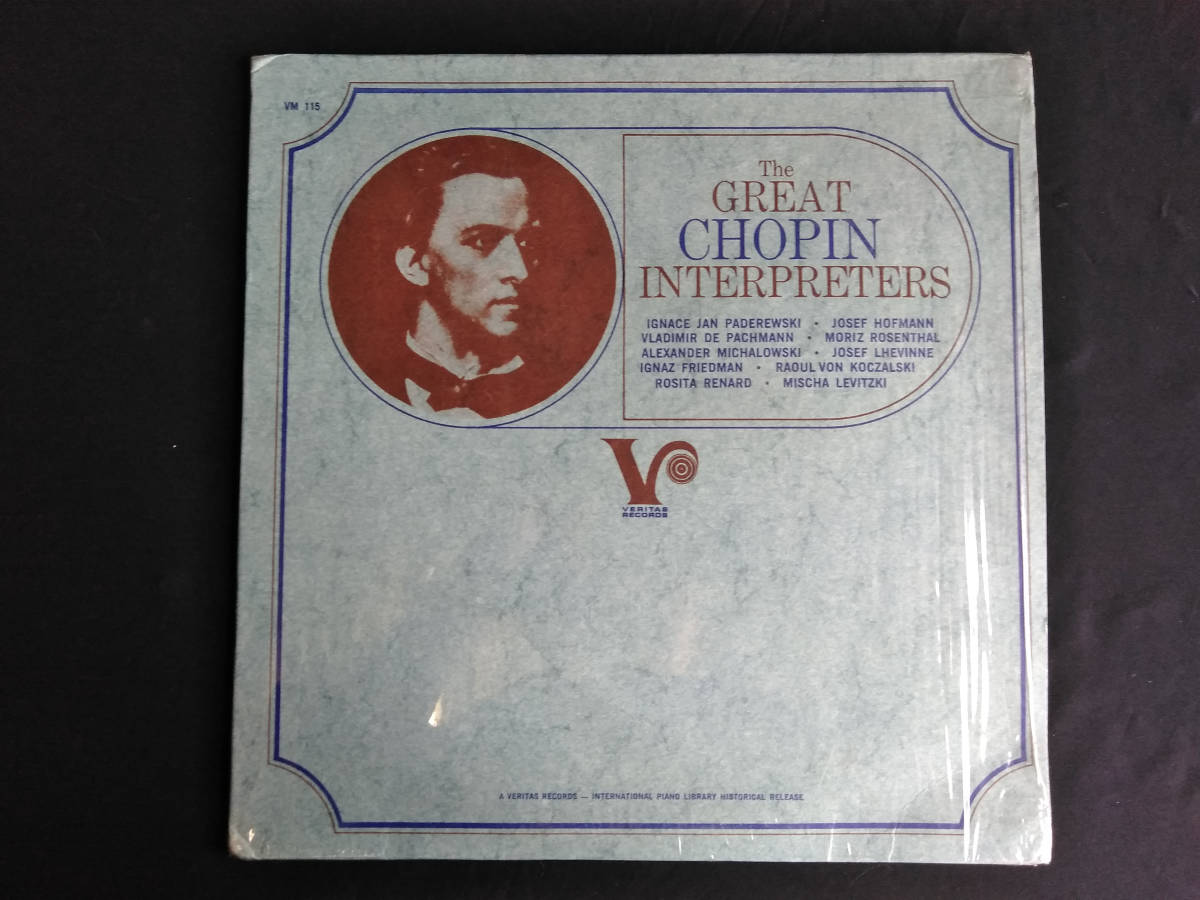 VM 115
The
GREAT
CHOPIN
INTERPRETERS
IGNACE JAN PADEREWSKI • JOSEF HOFMANN
VLADIMIR DE PACHMANN • MORIZ ROSENTHAL
ALEXANDER MICHALOWSKI • JOSEF LHEVINNE
IGNAZ FRIEDMAN • RAOUL VON KOCZALSKI
ROSITA RENARD • MISCHA LEVITZKI
V
VERITAS
RECORDS
A VERITAS RECORDS — INTERNATIONAL PIANO LIBRARY HISTORICAL RELEASE